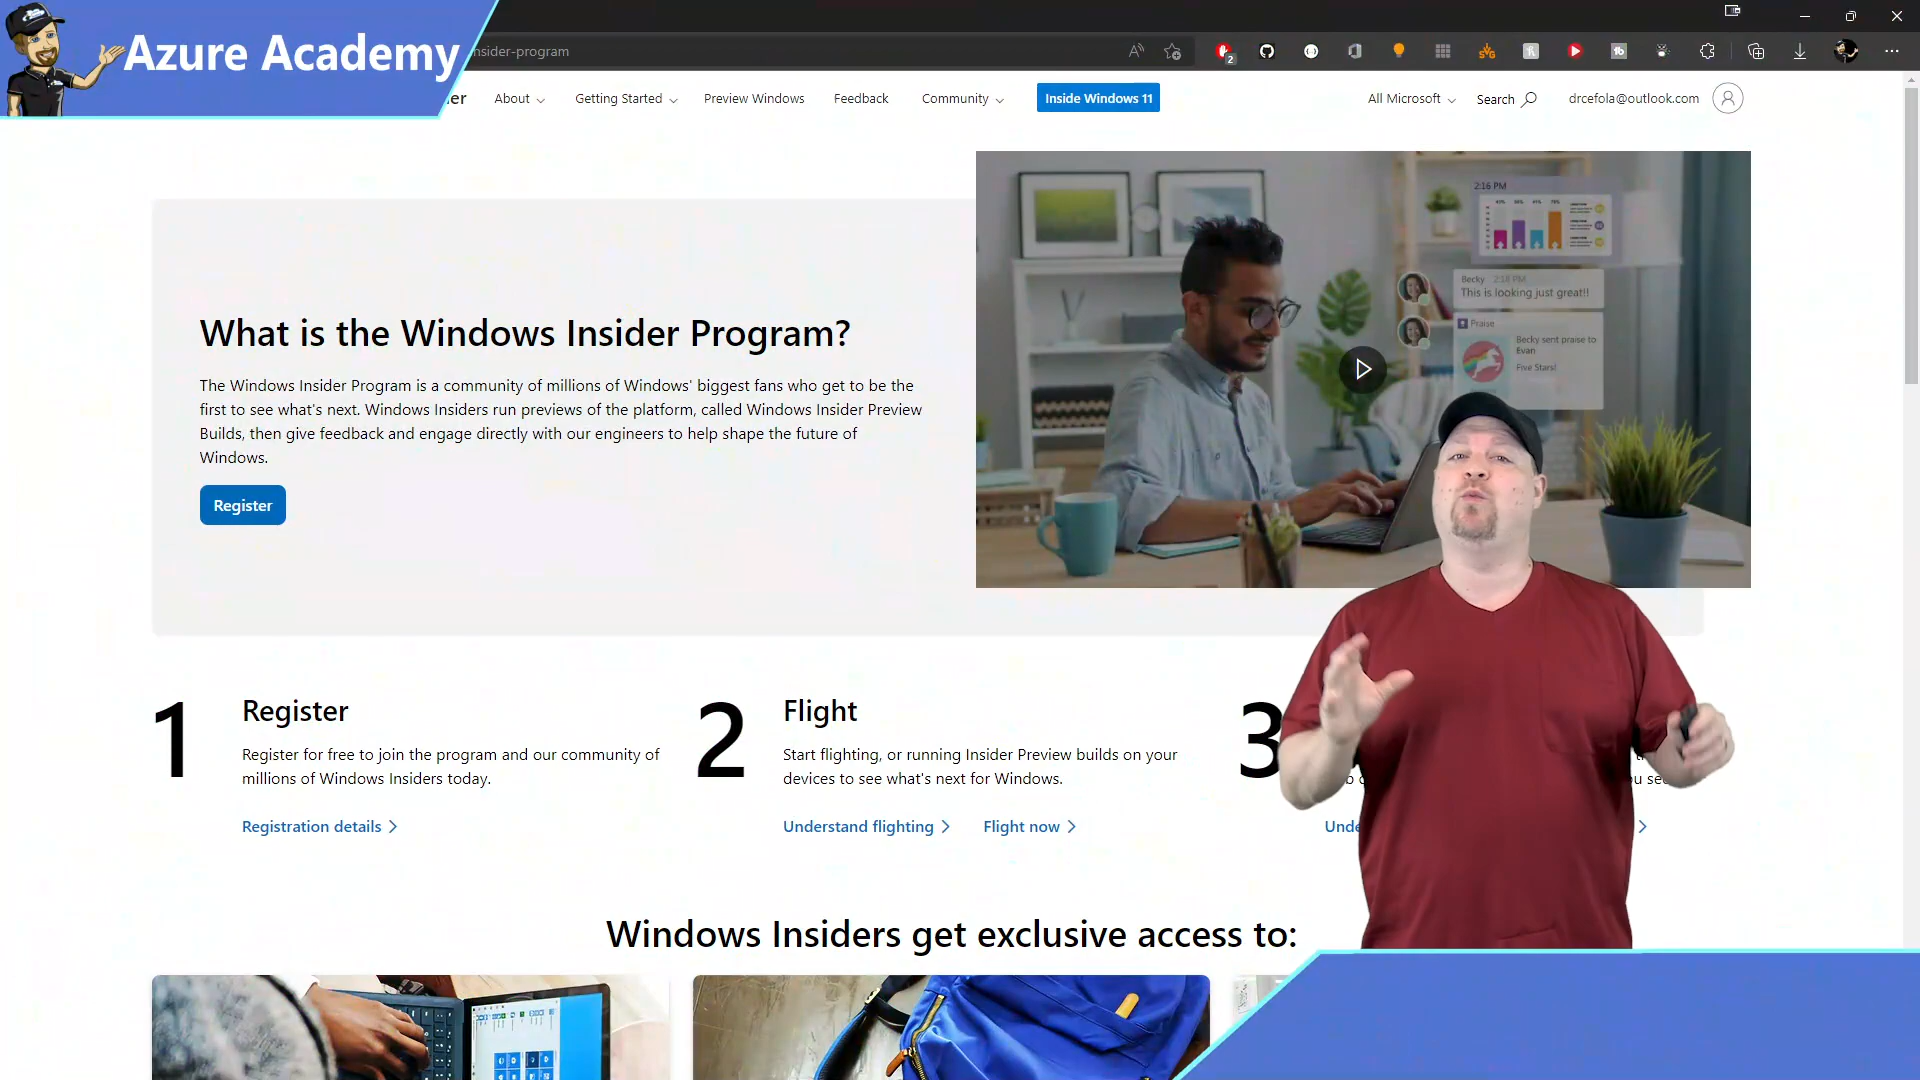 Azure Academy
nsider-program
2
er
About
Getting Started
Preview Windows
Feedback
Community
Inside Windows 11
All Microsoft
Search
drcefola@outlook.com
2:16 PM
Becky 2:18 PM
This is looking just great!!
Praise
Becky sent praise to
Evan
Five Stars!
What is the Windows Insider Program?
The Windows Insider Program is a community of millions of Windows' biggest fans who get to be the
first to see what's next. Windows Insiders run previews of the platform, called Windows Insider Preview
Builds, then give feedback and engage directly with our engineers to help shape the future of
Windows.
Register
1
Register
Register for free to join the program and our community of
millions of Windows Insiders today.
Registration details
2
Flight
Start flighting, or running Insider Preview builds on your
devices to see what's next for Windows.
Understand flighting
Flight now
3
Unde
Windows Insiders get exclusive access to: